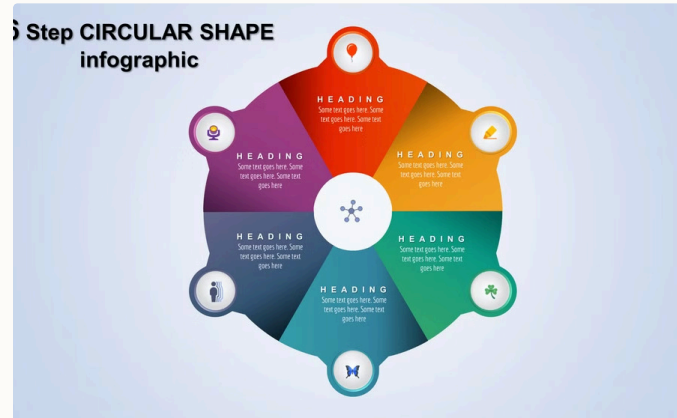 6 Step CIRCULAR SHAPE
infographic
HEADING
Some text goes here. Some
text goes here. Some text
goes here
HEADING
Some text goes here. Some
text goes here. Some text
goes here
HEADING
Some text goes here. Some
text goes here. Some text
goes here
HEADING
Some text goes here. Some
text goes here. Some text
goes here
HEADING
Some text goes here. Some
text goes here. Some text
goes here
HEADING
Some text goes here. Some
text goes here. Some text
goes here